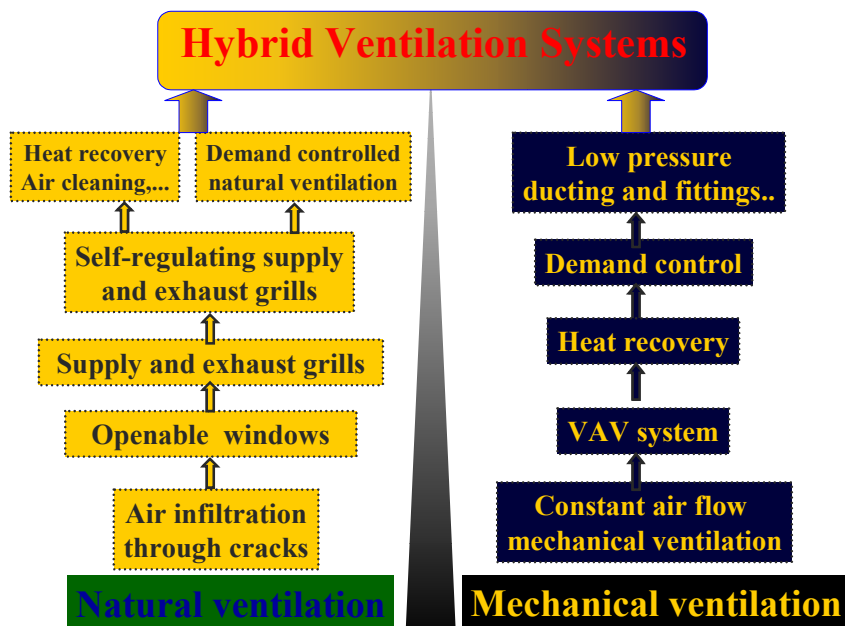 Hybrid Ventilation Systems
Heat recovery
Air cleaning,...
Demand controlled
natural ventilation
Self-regulating supply
and exhaust grills
Supply and exhaust grills
Openable windows
Air infiltration
through cracks
Natural ventilation
Low pressure
ducting and fittings..
Demand control
Heat recovery
VAV system
Constant air flow
mechanical ventilation
Mechanical ventilation